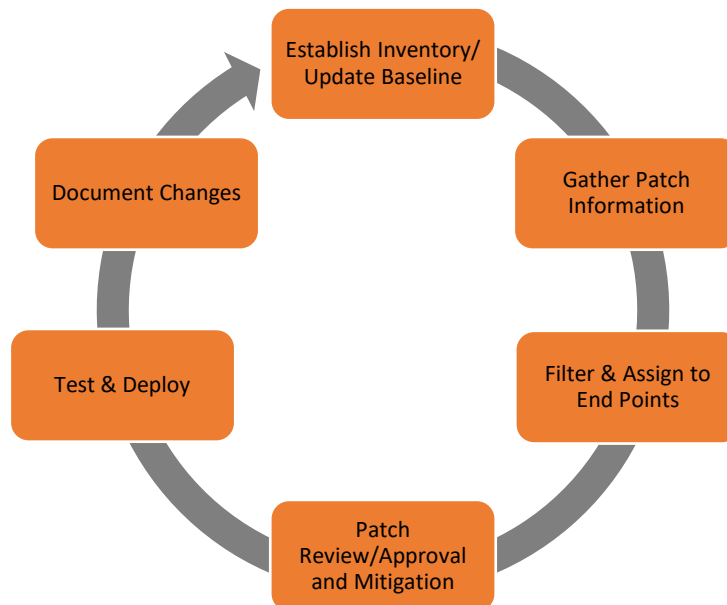 Establish Inventory/
Update Baseline
Gather Patch
Information
Filter & Assign to
End Points
Patch
Review/Approval
and Mitigation
Test & Deploy
Document Changes